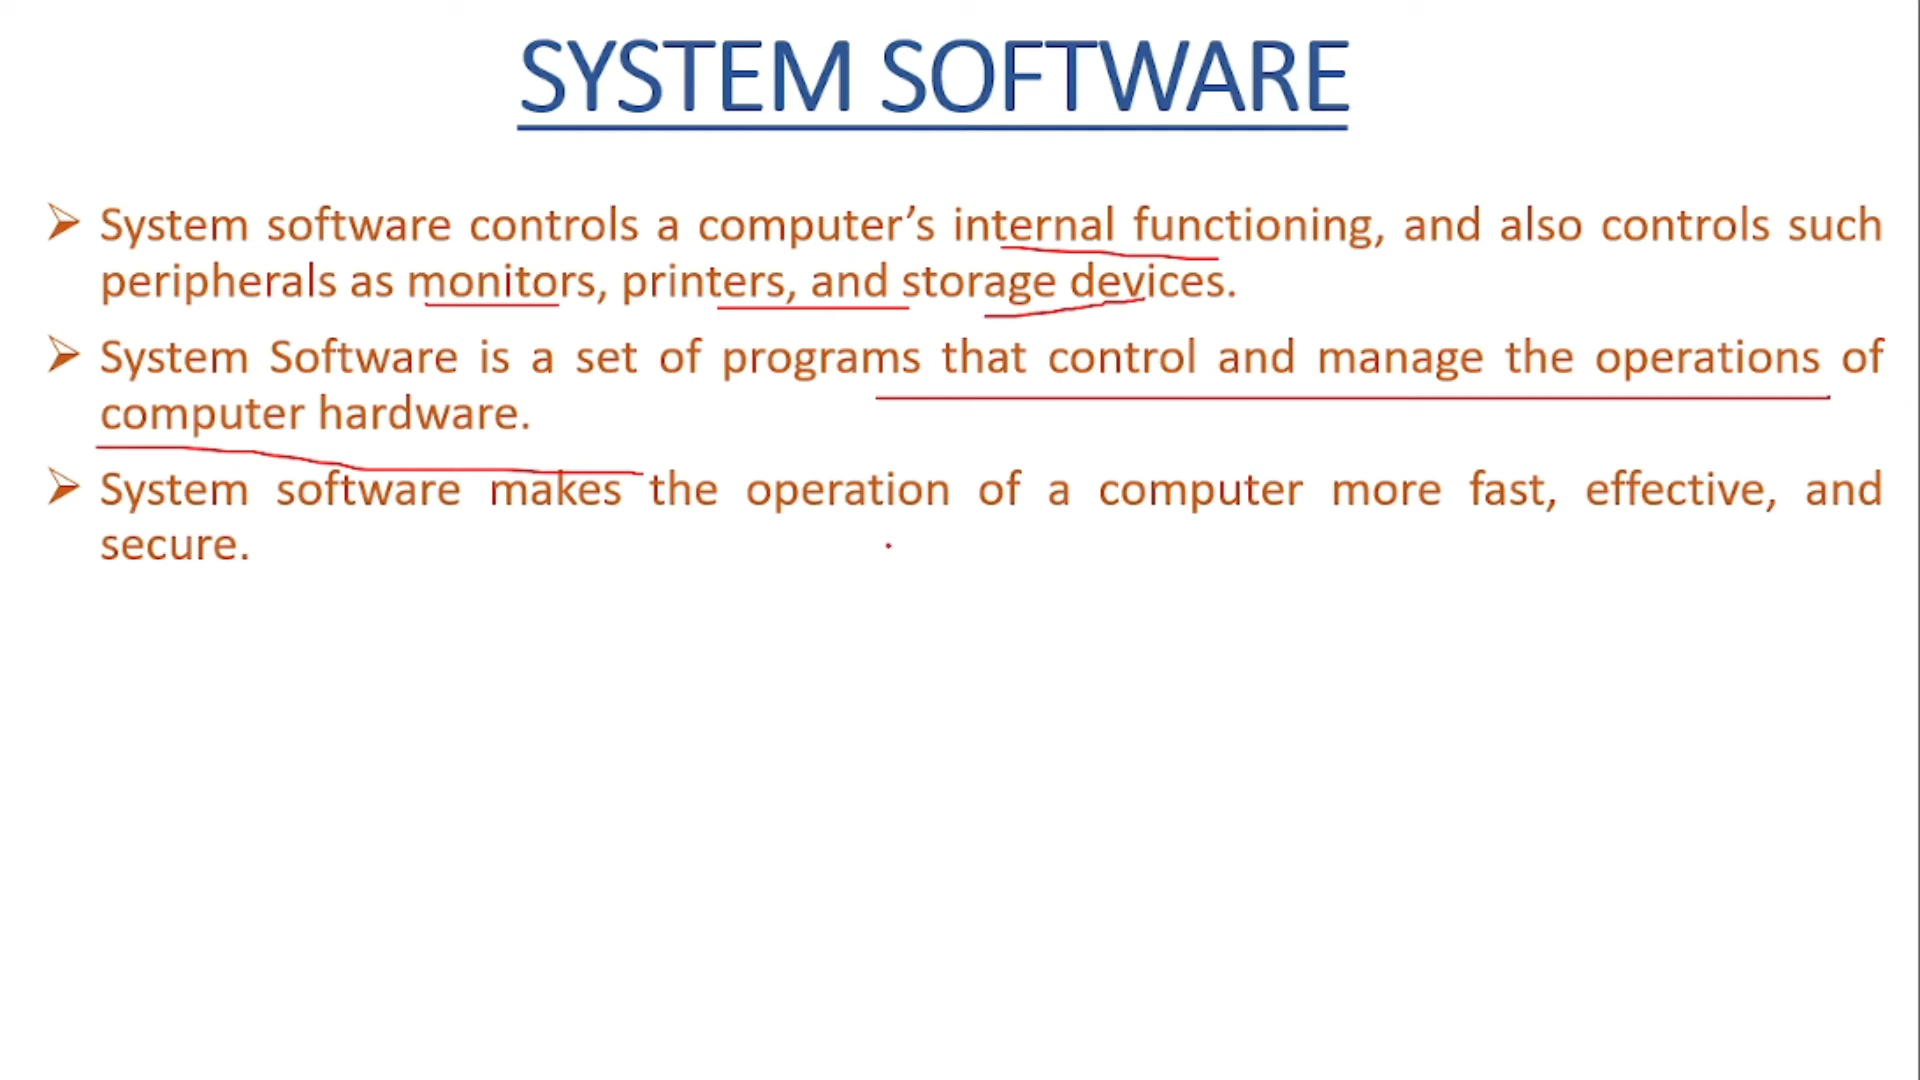 SYSTEM SOFTWARE
➢ System software controls a computer’s internal functioning, and also controls such
peripherals as monitors, printers, and storage devices.
➢ System Software is a set of programs that control and manage the operations of
computer hardware.
➢ System software makes the operation of a computer more fast, effective, and
secure.